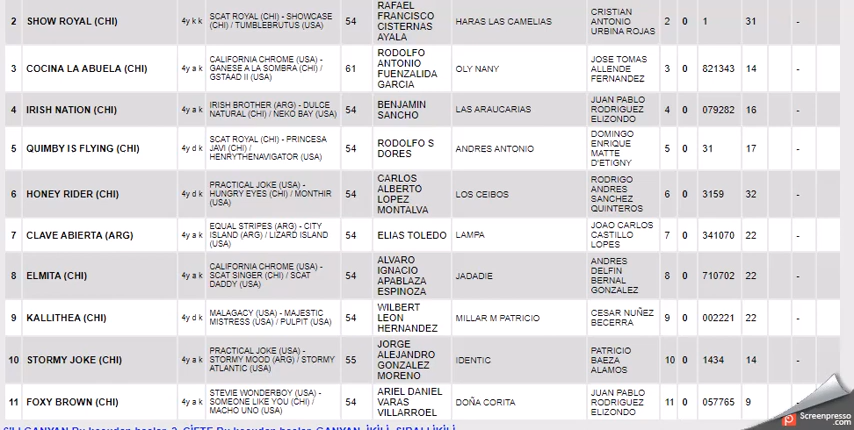 2 SHOW ROYAL (CHI) 4y k k SCAT ROYAL (CHI) - SHOWCASE (CHI) / TUMBLEBRUTUS (USA) 54 RAFAEL FRANCISCO CISTERNAS AYALA HARAS LAS CAMELIAS CRISTIAN ANTONIO URBINA ROJAS 2 0 1 31 -
3 COCINA LA ABUELA (CHI) 4y a k CALIFORNIA CHROME (USA) - GANESE A LA SOMBRA (CHI) / GSTAAD II (USA) 61 RODOLFO ANTONIO FUENZALIDA GARCIA OLY NANY JOSE TOMAS ALLENDE FERNANDEZ 3 0 821343 14 -
4 IRISH NATION (CHI) 4y a k IRISH BROTHER (ARG) - DULCE NATURAL (CHI) / NEKO BAY (USA) 54 BENJAMIN SANCHO LAS ARAUCARIAS JUAN PABLO RODRIGUEZ ELIZONDO 4 0 079282 16 -
5 QUIMBY IS FLYING (CHI) 4y d k SCAT ROYAL (CHI) - PRINCESA JAVI (CHI) / HENRYTHENAVIGATOR (USA) 54 RODOLFO S DORES ANDRES ANTONIO DOMINGO ENRIQUE MATTE D'ETIGNY 5 0 31 17 -
6 HONEY RIDER (CHI) 4y d k PRACTICAL JOKE (USA) - HUNGRY EYES (CHI) / MONTHIR (USA) 54 CARLOS ALBERTO LOPEZ MONTALVA LOS CEIBOS RODRIGO ANDRES SANCHEZ QUINTEROS 6 0 3159 32 -
7 CLAVE ABIERTA (ARG) 4y a k EQUAL STRIPES (ARG) - CITY ISLAND (ARG) / LIZARD ISLAND (USA) 54 ELIAS TOLEDO LAMPA JOAO CARLOS CASTILLO LOPES 7 0 341070 22 -
8 ELMITA (CHI) 4y a k CALIFORNIA CHROME (USA) - SCAT SINGER (CHI) / SCAT DADDY (USA) 54 ALVARO IGNACIO APABLAZA ESPINOZA JADADIE ANDRES DELFIN BERNAL GONZALEZ 8 0 710702 22 -
9 KALLITHEA (CHI) 4y d k MALAGACY (USA) - MAJESTIC MISTRESS (USA) / PULPIT (USA) 54 WILBERT LEON HERNANDEZ MILLAR M PATRICIO CESAR NUÑEZ BECERRA 9 0 002221 22 -
10 STORMY JOKE (CHI) 4y a k PRACTICAL JOKE (USA) - STORMY MOOD (ARG) / STORMY ATLANTIC (USA) 55 JORGE ALEJANDRO GONZALEZ MORENO IDENTIC PATRICIO BAEZA ALAMOS 10 0 1434 14 -
11 FOXY BROWN (CHI) 4y a k STEVIE WONDERBOY (USA) - SOMEONE LIKE YOU (CHI) / MACHO UNO (USA) 54 ARIEL DANIEL VARAS VILLARROEL DOÑA CORITA JUAN PABLO RODRIGUEZ ELIZONDO 11 0 057765 9 -
Screenpresso.com